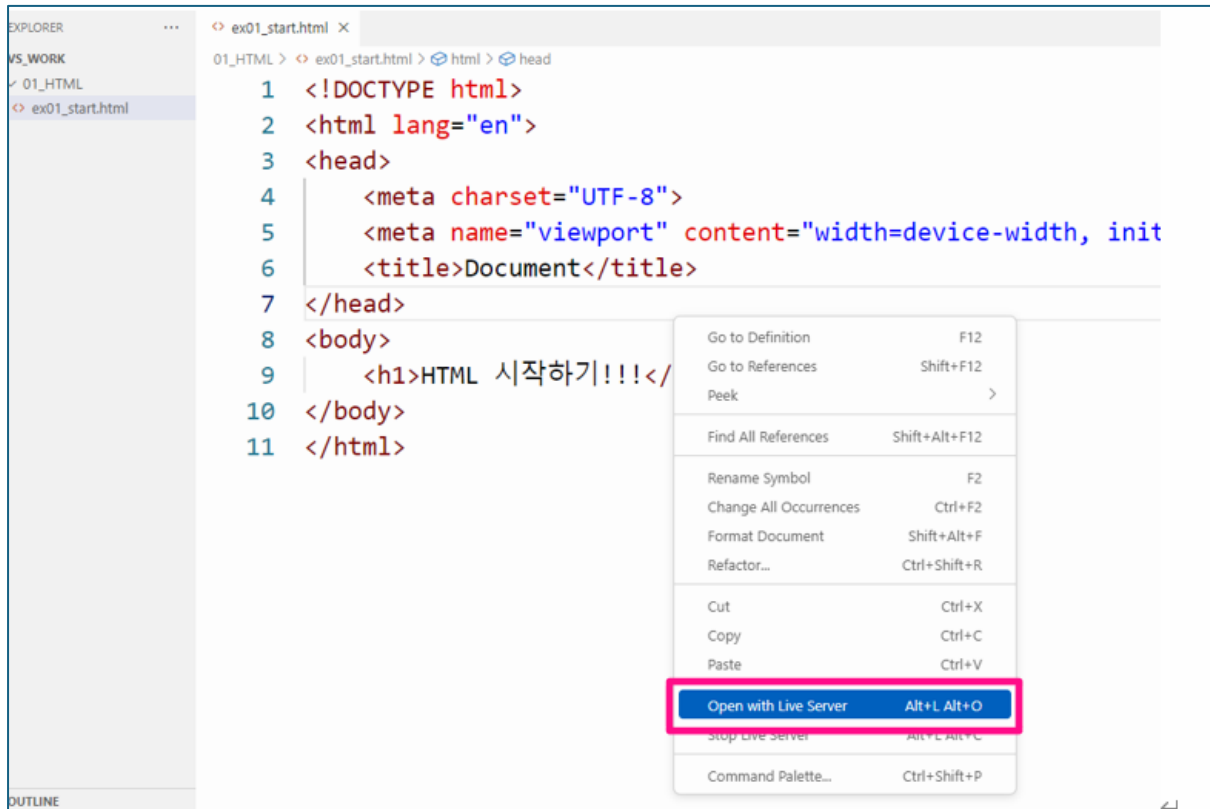 EXPLORER ...
VS_WORK
01_HTML
<> ex01_start.html
<> ex01_start.html ×
01_HTML > <> ex01_start.html > html > head
1 <!DOCTYPE html>
2 <html lang="en">
3 <head>
4 <meta charset="UTF-8">
5 <meta name="viewport" content="width=device-width, init
6 <title>Document</title>
7 </head>
8 <body>
9 <h1>HTML 시작하기!!!</
10 </body>
11 </html>
Go to Definition F12
Go to References Shift+F12
Peek >
Find All References Shift+Alt+F12
Rename Symbol F2
Change All Occurrences Ctrl+F2
Format Document Shift+Alt+F
Refactor... Ctrl+Shift+R
Cut Ctrl+X
Copy Ctrl+C
Paste Ctrl+V
Open with Live Server Alt+L Alt+O
Stop Live Server Alt+L Alt+C
Command Palette... Ctrl+Shift+P
OUTLINE